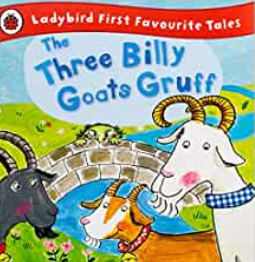 Ladybird First Favourite Tales
The
Three Billy
Goats Gruff